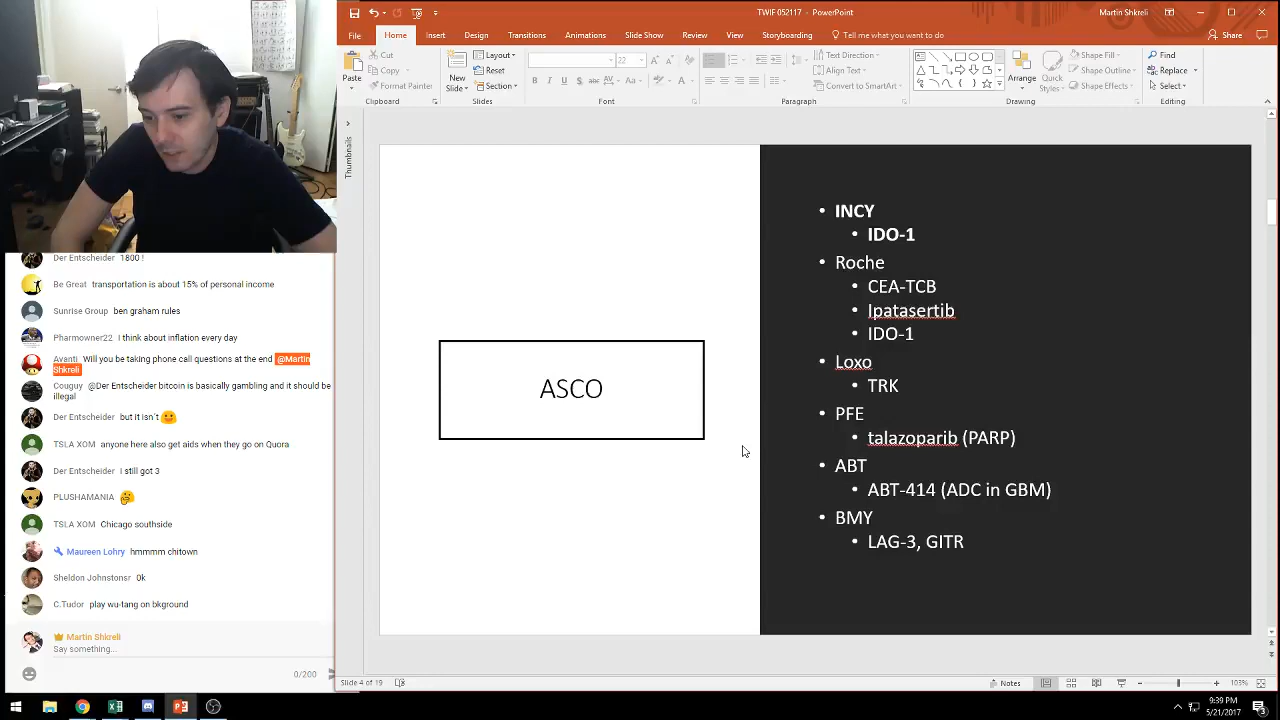 TWIF 052117 - PowerPoint
Martin Shkreli
File
Home
Insert
Design
Transitions
Animations
Slide Show
Review
View
Storyboarding
Tell me what you want to do
Share
Paste
Cut
Copy
Format Painter
Clipboard
New Slide
Layout
Reset
Section
Slides
22
Font
Text Direction
Align Text
Convert to SmartArt
Paragraph
Arrange
Quick Styles
Shape Fill
Shape Outline
Shape Effects
Drawing
Find
Replace
Select
Editing
Thumbnails
Der Entscheider 1800 !
Be Great transportation is about 15% of personal income
Sunrise Group ben graham rules
Pharmowner22 I think about inflation every day
Avanti Will you be taking phone call questions at the end @Martin
Shkreli
Couguy @Der Entscheider bitcoin is basically gambling and it should be
illegal
Der Entscheider but it isn't
TSLA XOM anyone here also get aids when they go on Quora
Der Entscheider i still got 3
PLUSHAMANIA
TSLA XOM Chicago southside
Maureen Lohry hmmmm chitown
Sheldon Johnstonsr Ok
C.Tudor play wu-tang on bkground
Martin Shkreli
Say something...
0/200
ASCO
• INCY
• IDO-1
• Roche
• CEA-TCB
• Ipatasertib
• IDO-1
• Loxo
• TRK
• PFE
• talazoparib (PARP)
• ABT
• ABT-414 (ADC in GBM)
• BMY
• LAG-3, GITR
Slide 4 of 19
Notes
103%
9:39 PM
5/21/2017